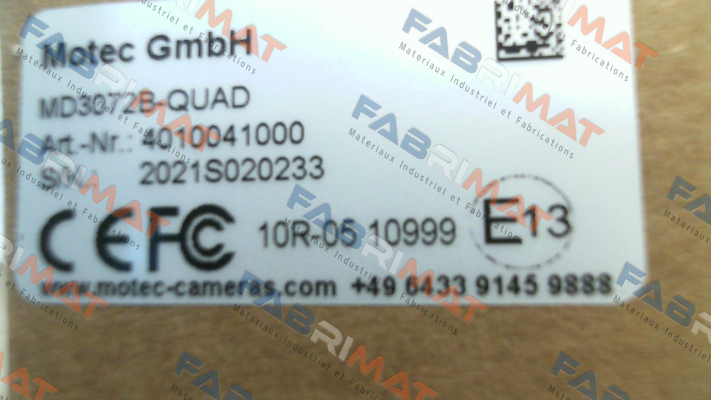 Motec GmbH
MD3072B-QUAD
Art.-Nr.: 4010041000
S/N 2021S020233
CE FC 10R-05 10999 E13
www.motec-cameras.com +49 6433 9145 9888
FABRIMAT
Materiaux Industriel et Fabrications